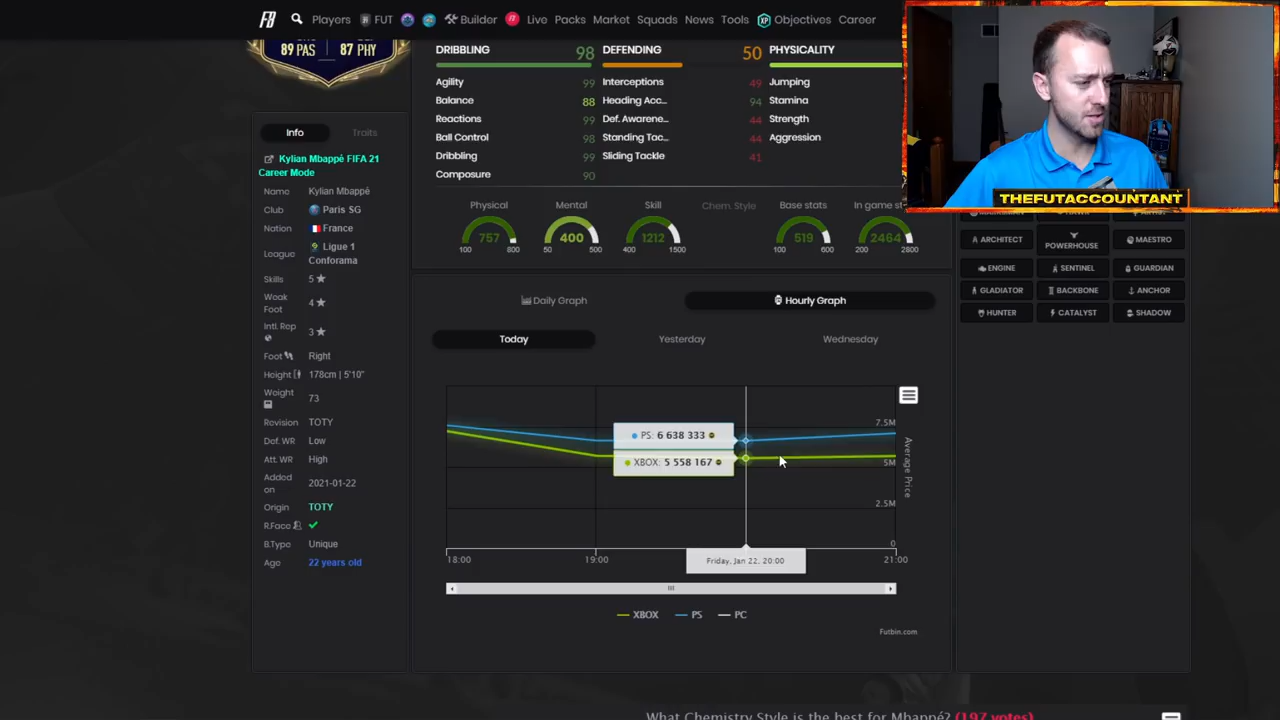 F8 Players FUT Builder Live Packs Market Squads News Tools XP Objectives Career
89 PAS 87 PHY
DRIBBLING 98 DEFENDING 50 PHYSICALITY
Agility 99 Interceptions 49 Jumping
Balance 88 Heading Acc... 94 Stamina
Reactions 99 Def. Awarene... 44 Strength
Ball Control 98 Standing Tac... 44 Aggression
Dribbling 99 Sliding Tackle 41
Composure 90
THEFUTACCOUNTANT
Info Traits
Kylian Mbappé FIFA 21
Career Mode
Name Kylian Mbappé
Club Paris SG
Nation France
League Ligue 1
Conforama
Skills 5★
Weak
Foot 4★
Intl. Rep 3★
Foot Right
Height 178cm | 5'10"
Weight 73
Revision TOTY
Def. WR Low
Att. WR High
Added
on 2021-01-22
Origin TOTY
R.Face
B.Type Unique
Age 22 years old
Physical Mental Skill Chem. Style Base stats In game st
757 400 1212 519 2464
100 800 50 500 400 1500 100 600 200 2800
ARCHITECT POWERHOUSE MAESTRO
ENGINE SENTINEL GUARDIAN
GLADIATOR BACKBONE ANCHOR
HUNTER CATALYST SHADOW
Daily Graph Hourly Graph
Today Yesterday Wednesday
7.5M
PS: 6 638 333
XBOX: 5 558 167
5M
2.5M
0
Average Price
18:00 19:00 21:00
Friday, Jan 22, 20:00
XBOX PS PC
Futbin.com
What Chemistry Style is the best for Mbappé? (197 votes)